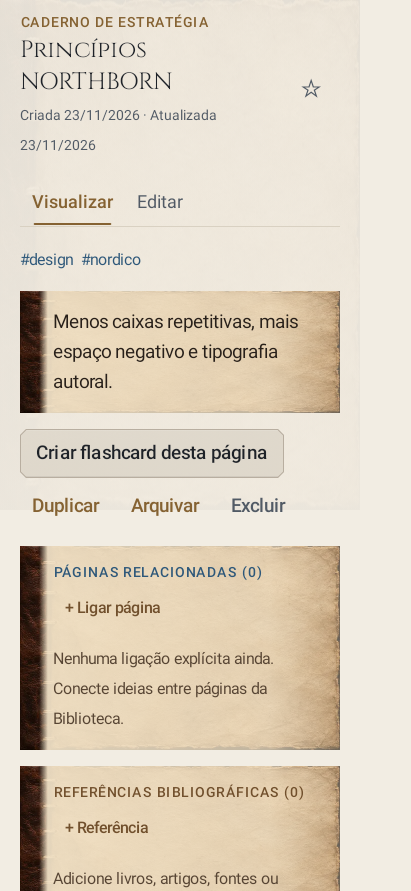 CADERNO DE ESTRATÉGIA
Princípios
NORTHBORN
Criada 23/11/2026 · Atualizada
23/11/2026
Visualizar Editar
#design #nordico
Menos caixas repetitivas, mais
espaço negativo e tipografia
autoral.
Criar flashcard desta página
Duplicar Arquivar Excluir
PÁGINAS RELACIONADAS (0)
+ Ligar página
Nenhuma ligação explícita ainda.
Conecte ideias entre páginas da
Biblioteca.
REFERÊNCIAS BIBLIOGRÁFICAS (0)
+ Referência
Adicione livros, artigos, fontes ou